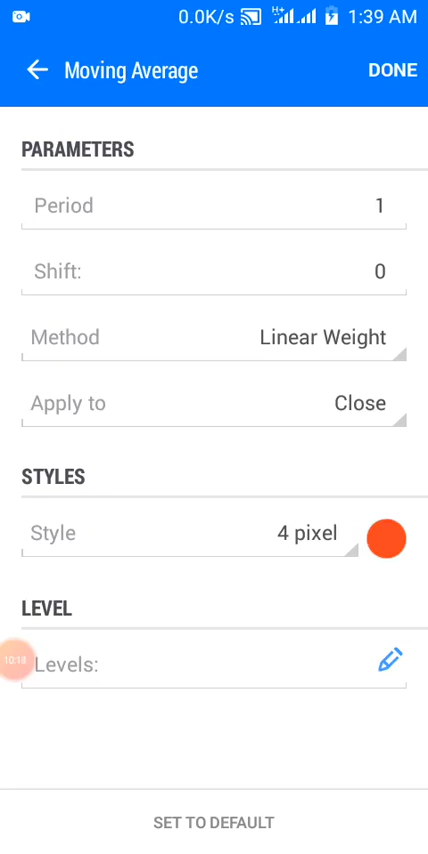 0.0K/s H+ 1:39 AM
Moving Average DONE
PARAMETERS
Period 1
Shift: 0
Method Linear Weight
Apply to Close
STYLES
Style 4 pixel
LEVEL
10:18 Levels:
SET TO DEFAULT